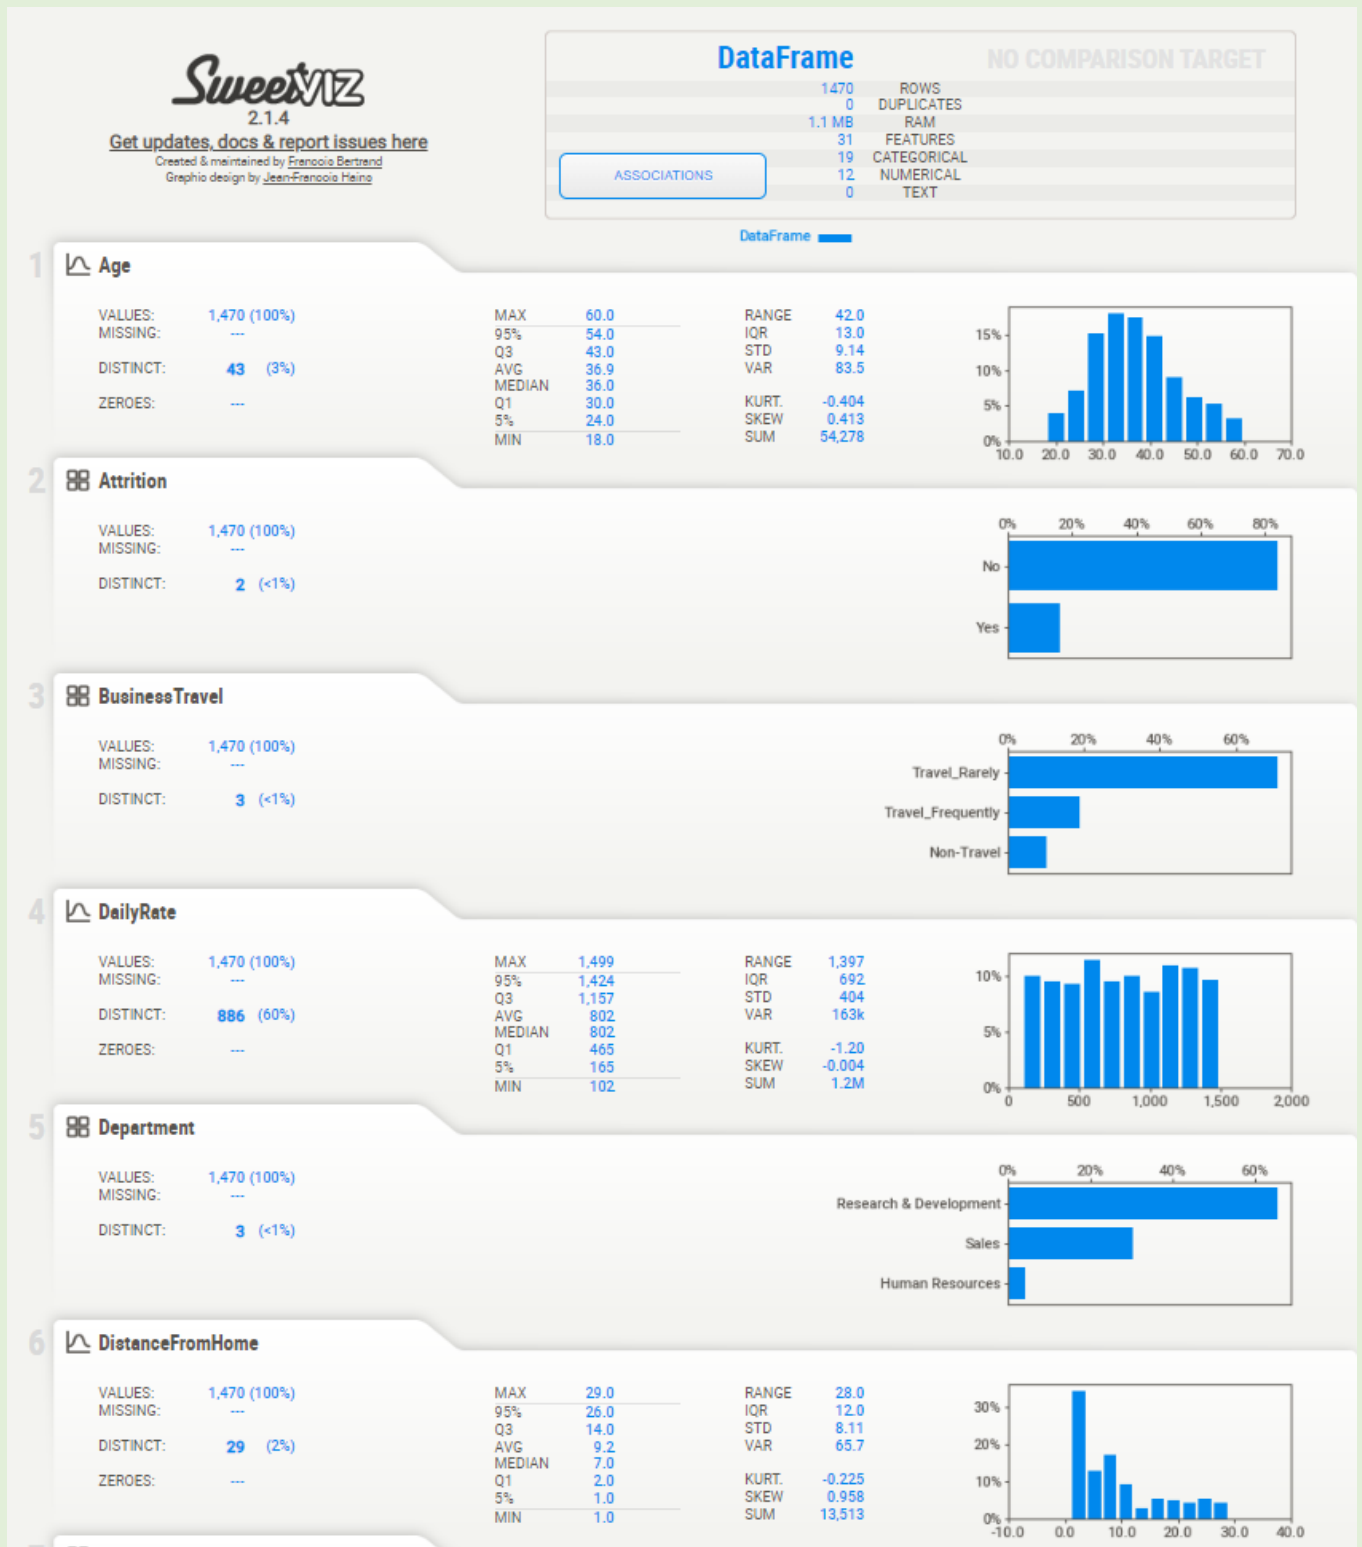 SweetVIZ
2.1.4
Get updates, docs & report issues here
Created & maintained by Francois Bertrand
Graphic design by Jean-Francois Hains
DataFrame NO COMPARISON TARGET
1470 ROWS
0 DUPLICATES
1.1 MB RAM
31 FEATURES
19 CATEGORICAL
12 NUMERICAL
0 TEXT
ASSOCIATIONS
DataFrame
1 Age
VALUES: 1,470 (100%)
MISSING: ---
DISTINCT: 43 (3%)
ZEROES: ---
MAX 60.0
95% 54.0
Q3 43.0
AVG 36.9
MEDIAN 36.0
Q1 30.0
5% 24.0
MIN 18.0
RANGE 42.0
IQR 13.0
STD 9.14
VAR 83.5
KURT. -0.404
SKEW 0.413
SUM 54,278
15%
10%
5%
0%
10.0 20.0 30.0 40.0 50.0 60.0 70.0
2 Attrition
VALUES: 1,470 (100%)
MISSING: ---
DISTINCT: 2 (<1%)
0% 20% 40% 60% 80%
No
Yes
3 BusinessTravel
VALUES: 1,470 (100%)
MISSING: ---
DISTINCT: 3 (<1%)
0% 20% 40% 60%
Travel_Rarely
Travel_Frequently
Non-Travel
4 DailyRate
VALUES: 1,470 (100%)
MISSING: ---
DISTINCT: 886 (60%)
ZEROES: ---
MAX 1,499
95% 1,424
Q3 1,157
AVG 802
MEDIAN 802
Q1 465
5% 165
MIN 102
RANGE 1,397
IQR 692
STD 404
VAR 163k
KURT. -1.20
SKEW -0.004
SUM 1.2M
10%
5%
0%
0 500 1,000 1,500 2,000
5 Department
VALUES: 1,470 (100%)
MISSING: ---
DISTINCT: 3 (<1%)
0% 20% 40% 60%
Research & Development
Sales
Human Resources
6 DistanceFromHome
VALUES: 1,470 (100%)
MISSING: ---
DISTINCT: 29 (2%)
ZEROES: ---
MAX 29.0
95% 26.0
Q3 14.0
AVG 9.2
MEDIAN 7.0
Q1 2.0
5% 1.0
MIN 1.0
RANGE 28.0
IQR 12.0
STD 8.11
VAR 65.7
KURT. -0.225
SKEW 0.958
SUM 13,513
30%
20%
10%
0%
-10.0 0.0 10.0 20.0 30.0 40.0